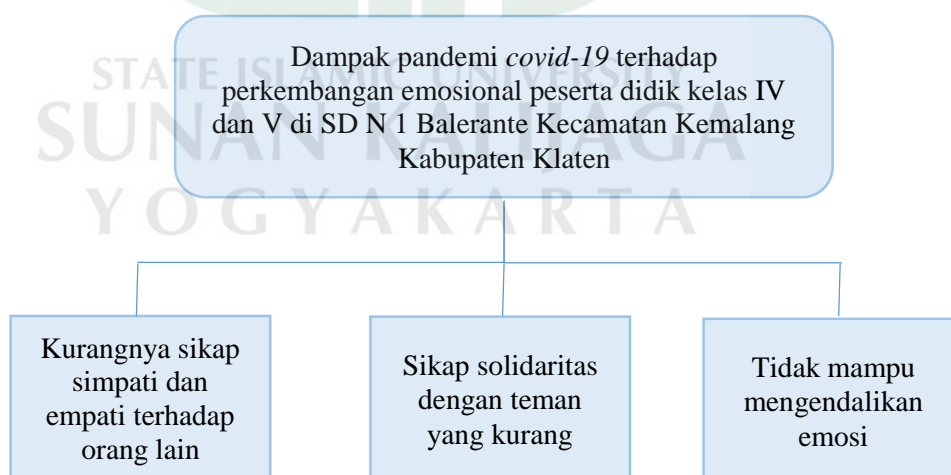 STATE ISLAMIC UNIVERSITY
SUNAN KALIJAGA
YOGYAKARTA
Dampak pandemi covid-19 terhadap
perkembangan emosional peserta didik kelas IV
dan V di SD N 1 Balerante Kecamatan Kemalang
Kabupaten Klaten
Kurangnya sikap
simpati dan
empati terhadap
orang lain
Sikap solidaritas
dengan teman
yang kurang
Tidak mampu
mengendalikan
emosi